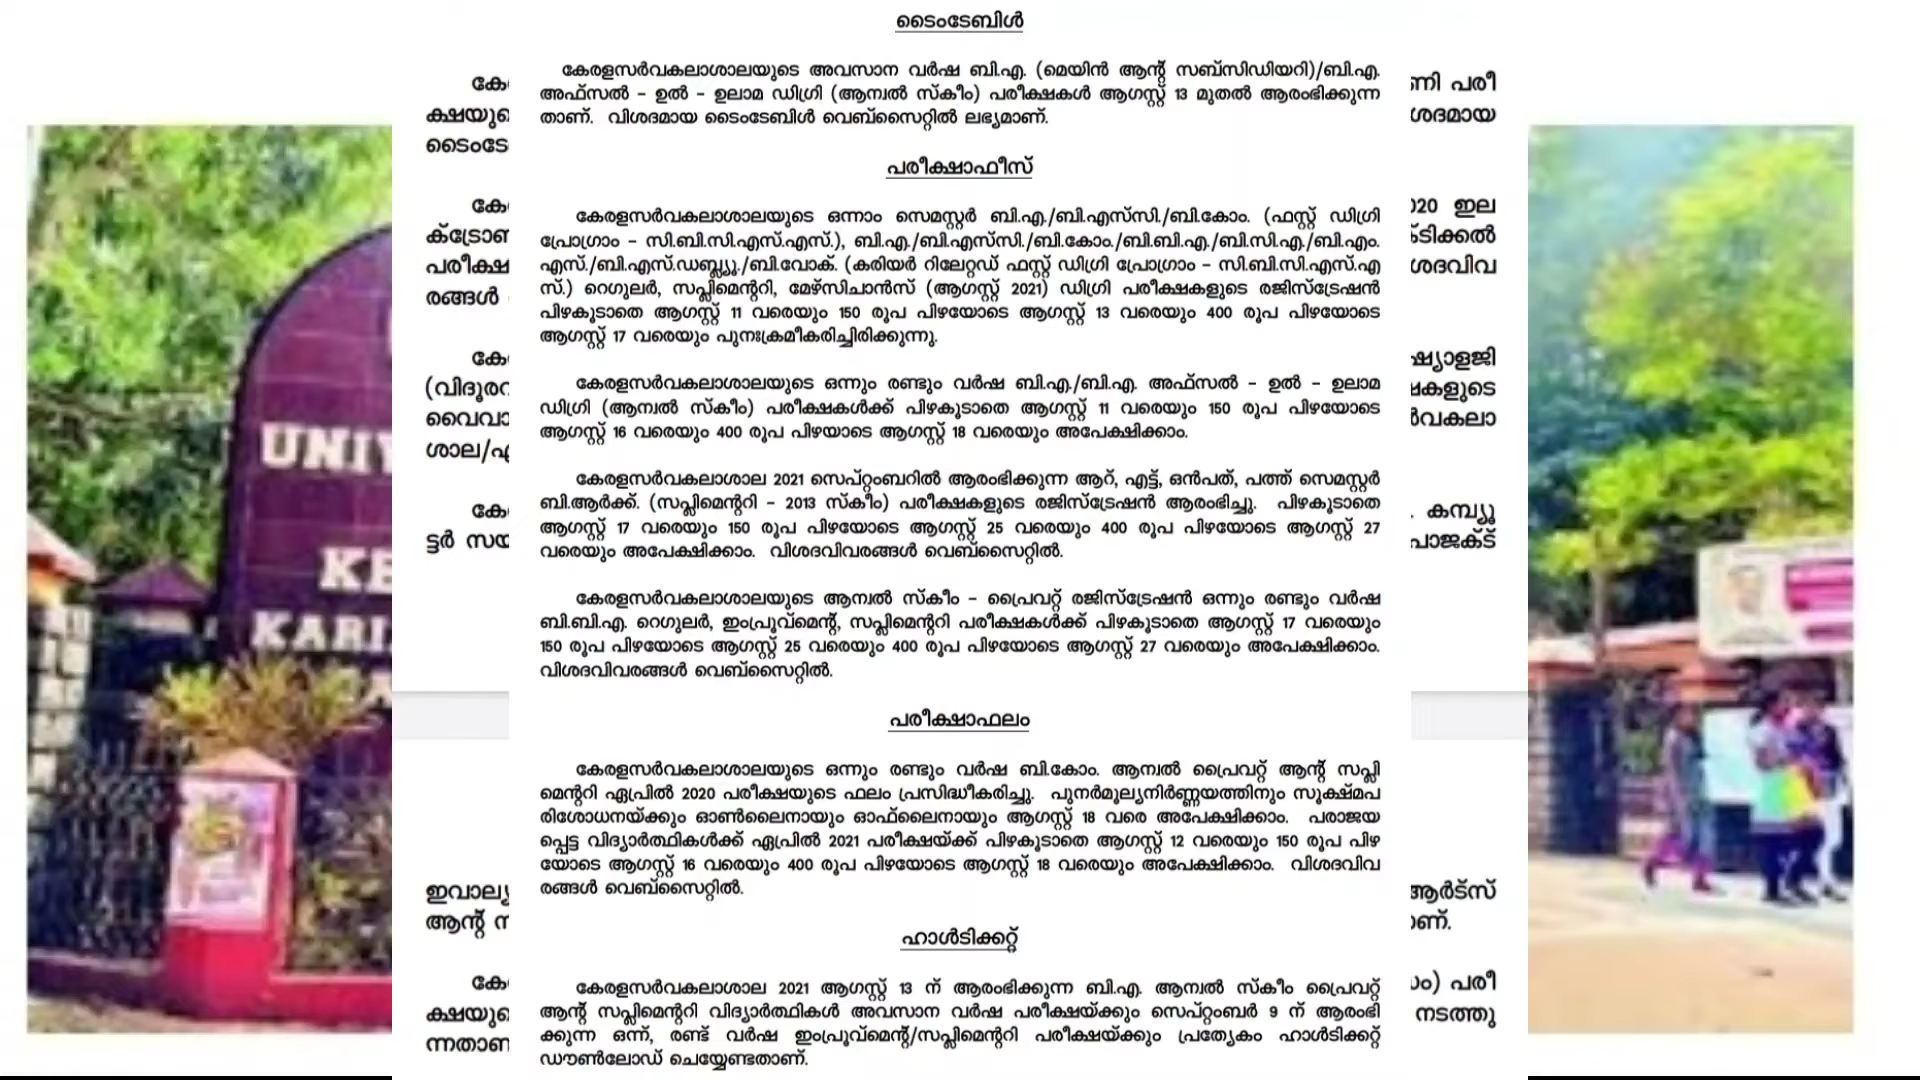 ടൈംടേബിൾ
കേരളസർവകലാശാലയുടെ അവസാന വർഷ ബി.എ. (മെയിൻ ആന്റ് സബ്സിഡിയറി)/ബി.എ.
അഫ്സൽ – ഉൽ – ഉലാമ ഡിഗ്രി (ആന്വൽ സ്കീം) പരീക്ഷകൾ ആഗസ്റ്റ് 13 മുതൽ ആരംഭിക്കുന്ന
താണ്. വിശദമായ ടൈംടേബിൾ വെബ്സൈറ്റിൽ ലഭ്യമാണ്.
പരീക്ഷാഫീസ്
കേരളസർവകലാശാലയുടെ ഒന്നാം സെമസ്റ്റർ ബി.എ./ബി.എസ്‌സി./ബി.കോം. (ഫസ്റ്റ് ഡിഗ്രി
പ്രോഗ്രാം – സി.ബി.സി.എസ്.എസ്.), ബി.എ./ബി.എസ്‌സി./ബി.കോം./ബി.ബി.എ./ബി.സി.എ./ബി.എം.
എസ്./ബി.എസ്.ഡബ്ല്യൂ./ബി.വോക്. (കരിയർ റിലേറ്റഡ് ഫസ്റ്റ് ഡിഗ്രി പ്രോഗ്രാം – സി.ബി.സി.എസ്.എ
സ്.) റെഗുലർ, സപ്ലിമെന്ററി, മേഴ്സിചാൻസ് (ആഗസ്റ്റ് 2021) ഡിഗ്രി പരീക്ഷകളുടെ രജിസ്ട്രേഷൻ
പിഴകൂടാതെ ആഗസ്റ്റ് 11 വരെയും 150 രൂപ പിഴയോടെ ആഗസ്റ്റ് 13 വരെയും 400 രൂപ പിഴയോടെ
ആഗസ്റ്റ് 17 വരെയും പുനഃക്രമീകരിച്ചിരിക്കുന്നു.
കേരളസർവകലാശാലയുടെ ഒന്നും രണ്ടും വർഷ ബി.എ./ബി.എ. അഫ്സൽ – ഉൽ – ഉലാമ
ഡിഗ്രി (ആന്വൽ സ്കീം) പരീക്ഷകൾക്ക് പിഴകൂടാതെ ആഗസ്റ്റ് 11 വരെയും 150 രൂപ പിഴയോടെ
ആഗസ്റ്റ് 16 വരെയും 400 രൂപ പിഴയാടെ ആഗസ്റ്റ് 18 വരെയും അപേക്ഷിക്കാം.
കേരളസർവകലാശാല 2021 സെപ്റ്റംബറിൽ ആരംഭിക്കുന്ന ആറ്, എട്ട്, ഒൻപത്, പത്ത് സെമസ്റ്റർ
ബി.ആർക്ക്. (സപ്ലിമെന്ററി – 2013 സ്കീം) പരീക്ഷകളുടെ രജിസ്ട്രേഷൻ ആരംഭിച്ചു. പിഴകൂടാതെ
ആഗസ്റ്റ് 17 വരെയും 150 രൂപ പിഴയോടെ ആഗസ്റ്റ് 25 വരെയും 400 രൂപ പിഴയോടെ ആഗസ്റ്റ് 27
വരെയും അപേക്ഷിക്കാം. വിശദവിവരങ്ങൾ വെബ്സൈറ്റിൽ.
കേരളസർവകലാശാലയുടെ ആന്വൽ സ്കീം – പ്രൈവറ്റ് രജിസ്ട്രേഷൻ ഒന്നും രണ്ടും വർഷ
ബി.ബി.എ. റെഗുലർ, ഇംപ്രൂവ്മെന്റ്, സപ്ലിമെന്ററി പരീക്ഷകൾക്ക് പിഴകൂടാതെ ആഗസ്റ്റ് 17 വരെയും
150 രൂപ പിഴയോടെ ആഗസ്റ്റ് 25 വരെയും 400 രൂപ പിഴയോടെ ആഗസ്റ്റ് 27 വരെയും അപേക്ഷിക്കാം.
വിശദവിവരങ്ങൾ വെബ്സൈറ്റിൽ.
പരീക്ഷാഫലം
കേരളസർവകലാശാലയുടെ ഒന്നും രണ്ടും വർഷ ബി.കോം. ആന്വൽ പ്രൈവറ്റ് ആന്റ് സപ്ലി
മെന്ററി ഏപ്രിൽ 2020 പരീക്ഷയുടെ ഫലം പ്രസിദ്ധീകരിച്ചു. പുനർമൂല്യനിർണ്ണയത്തിനും സൂക്ഷ്മപ
രിശോധനയ്ക്കും ഓൺലൈനായും ഓഫ്‌ലൈനായും ആഗസ്റ്റ് 18 വരെ അപേക്ഷിക്കാം. പരാജയ
പ്പെട്ട വിദ്യാർത്ഥികൾക്ക് ഏപ്രിൽ 2021 പരീക്ഷയ്ക്ക് പിഴകൂടാതെ ആഗസ്റ്റ് 12 വരെയും 150 രൂപ പിഴ
യോടെ ആഗസ്റ്റ് 16 വരെയും 400 രൂപ പിഴയോടെ ആഗസ്റ്റ് 18 വരെയും അപേക്ഷിക്കാം. വിശദവിവ
രങ്ങൾ വെബ്സൈറ്റിൽ.
ഹാൾടിക്കറ്റ്
കേരളസർവകലാശാല 2021 ആഗസ്റ്റ് 13 ന് ആരംഭിക്കുന്ന ബി.എ. ആന്വൽ സ്കീം പ്രൈവറ്റ്
ആന്റ് സപ്ലിമെന്ററി വിദ്യാർത്ഥികൾ അവസാന വർഷ പരീക്ഷയ്ക്കും സെപ്റ്റംബർ 9 ന് ആരംഭി
ക്കുന്ന ഒന്ന്, രണ്ട് വർഷ ഇംപ്രൂവ്മെന്റ്/സപ്ലിമെന്ററി പരീക്ഷയ്ക്കും പ്രത്യേകം ഹാൾടിക്കറ്റ്
ഡൗൺലോഡ് ചെയ്യേണ്ടതാണ്.